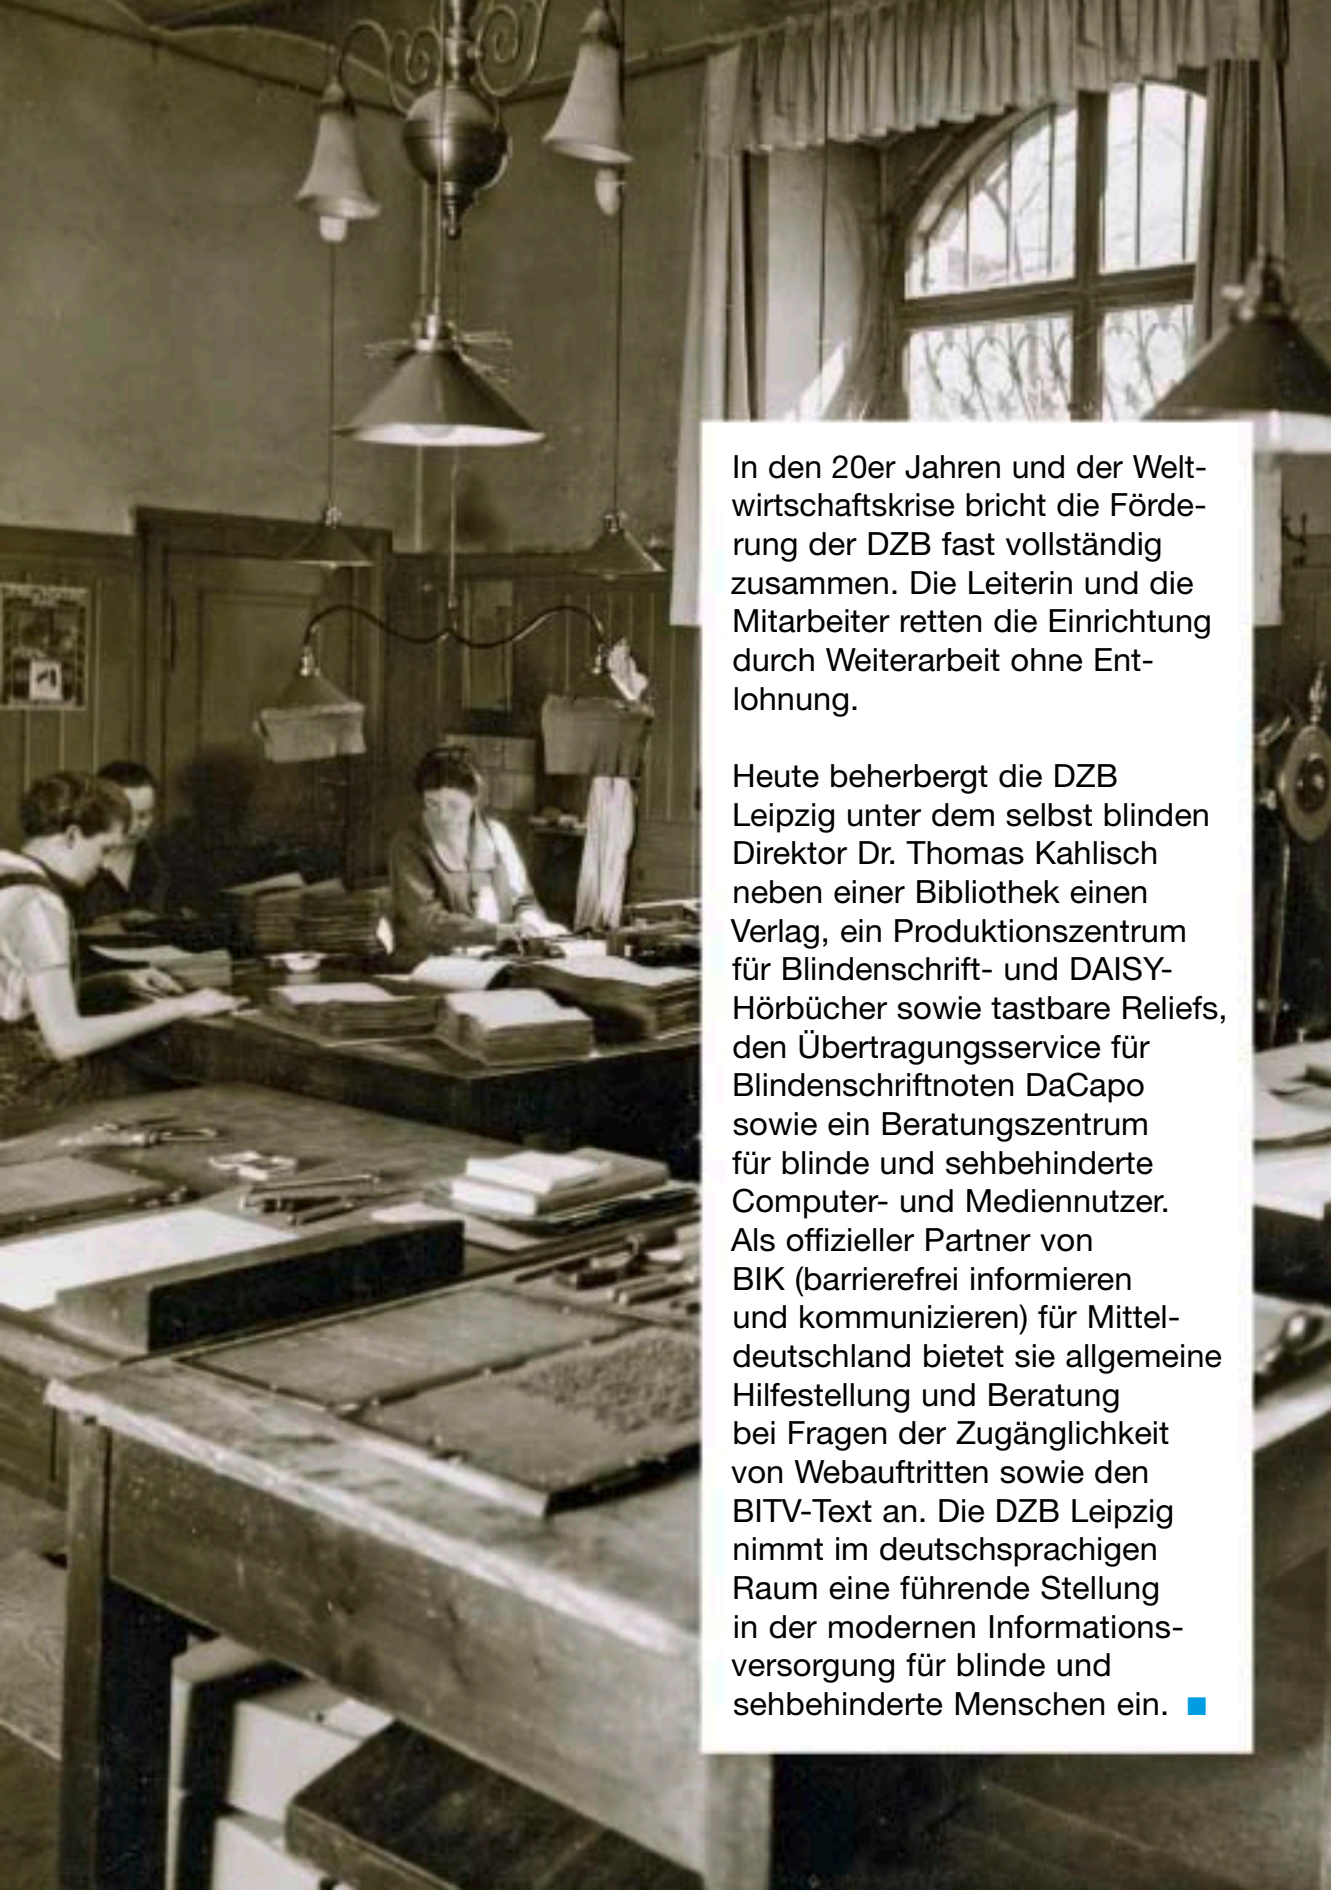 In den 20er Jahren und der Welt-
wirtschaftskrise bricht die Förde-
rung der DZB fast vollständig
zusammen. Die Leiterin und die
Mitarbeiter retten die Einrichtung
durch Weiterarbeit ohne Ent-
lohnung.

Heute beherbergt die DZB
Leipzig unter dem selbst blinden
Direktor Dr. Thomas Kahlisch
neben einer Bibliothek einen
Verlag, ein Produktionszentrum
für Blindenschrift- und DAISY-
Hörbücher sowie tastbare Reliefs,
den Übertragungsservice für
Blindenschriftnoten DaCapo
sowie ein Beratungszentrum
für blinde und sehbehinderte
Computer- und Mediennutzer.
Als offizieller Partner von
BIK (barrierefrei informieren
und kommunizieren) für Mittel-
deutschland bietet sie allgemeine
Hilfestellung und Beratung
bei Fragen der Zugänglichkeit
von Webauftritten sowie den
BITV-Text an. Die DZB Leipzig
nimmt im deutschsprachigen
Raum eine führende Stellung
in der modernen Informations-
versorgung für blinde und
sehbehinderte Menschen ein.